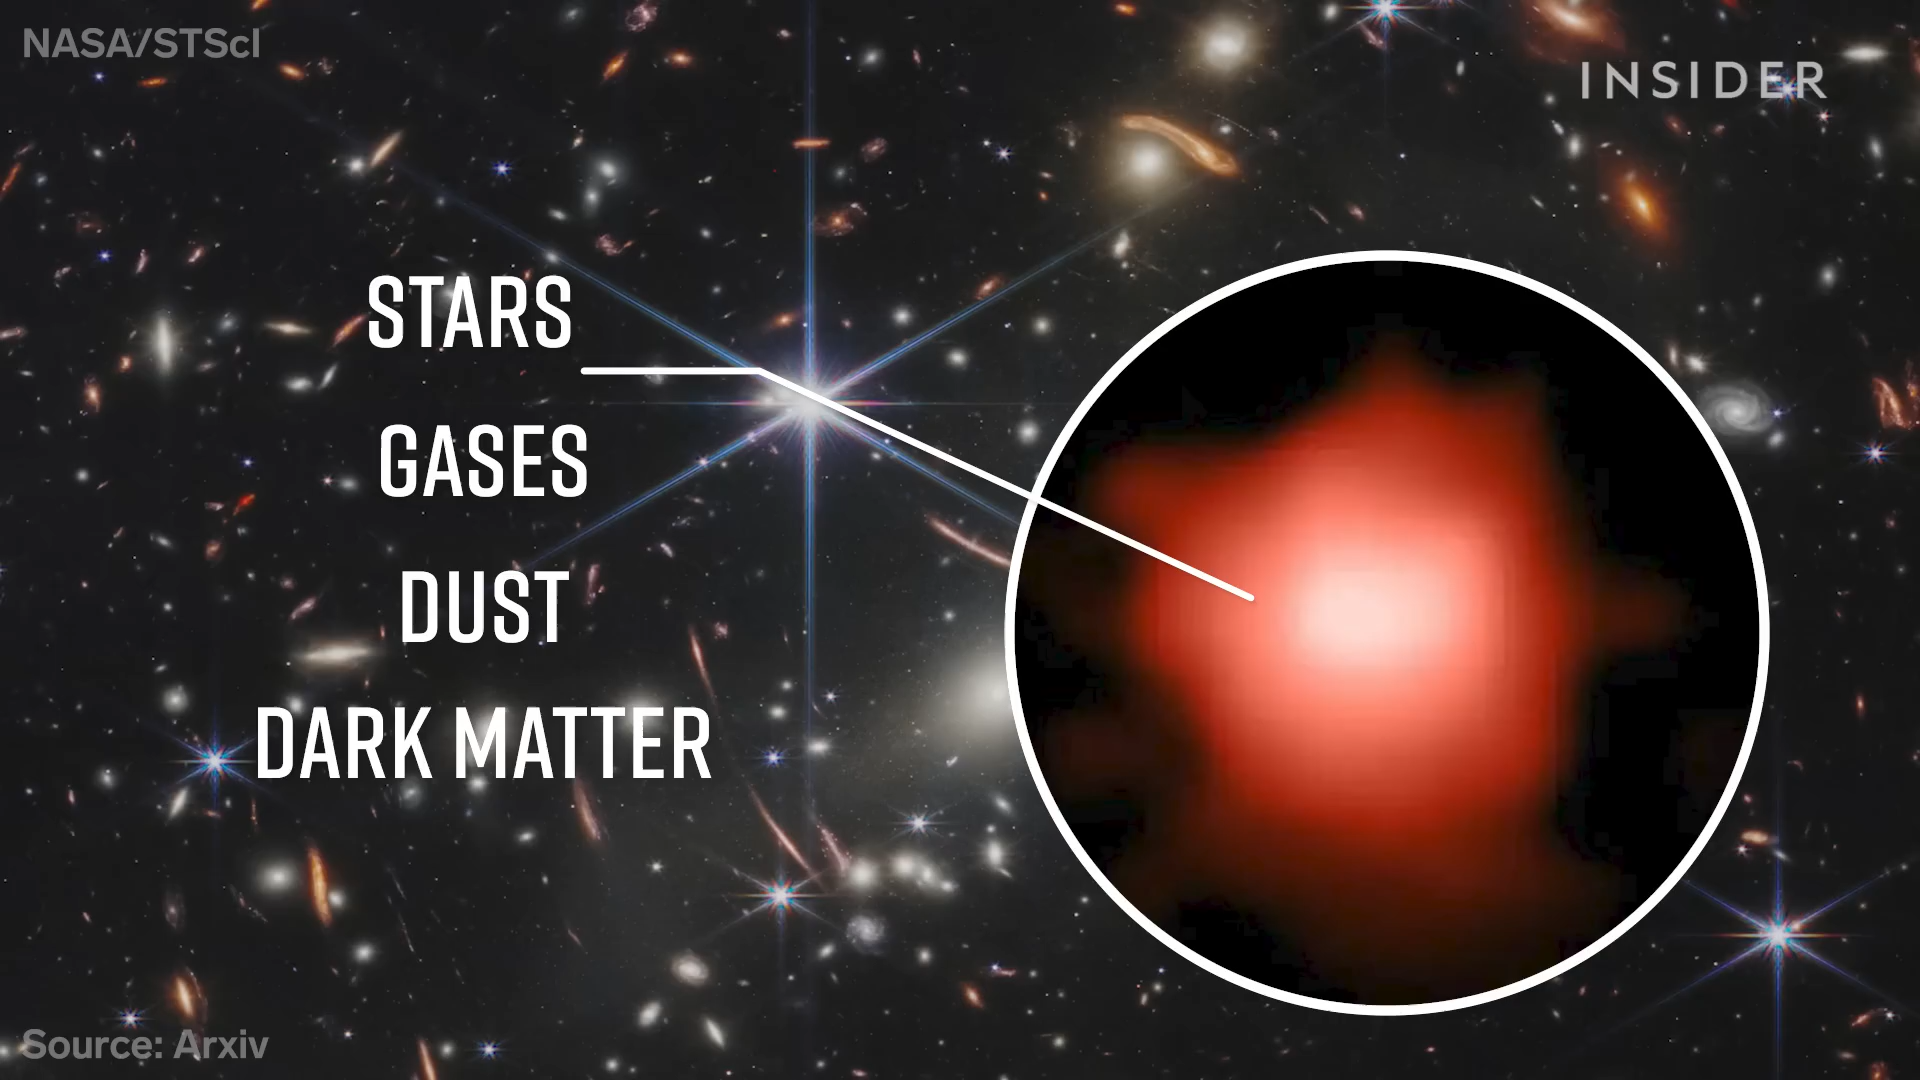 NASA/STScI
INSIDER
STARS
GASES
DUST
DARK MATTER
Source: Arxiv